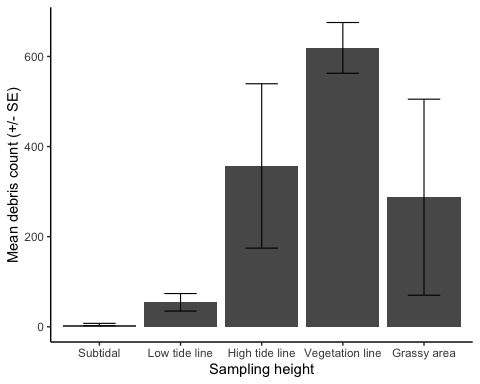 Mean debris count (+/- SE)
600
400
200
0
Subtidal Low tide line High tide line Vegetation line Grassy area
Sampling height